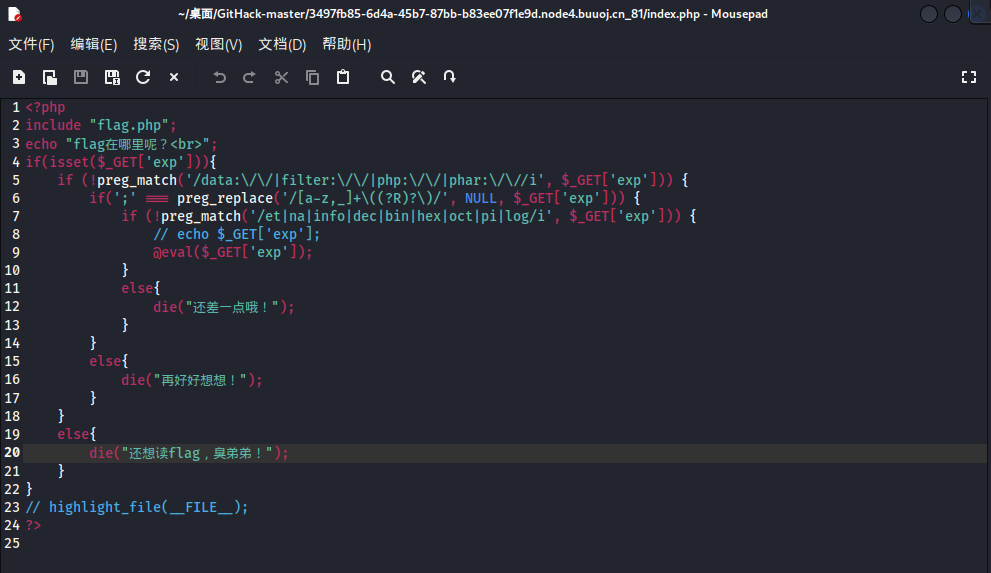 ~/桌面/GitHack-master/3497fb85-6d4a-45b7-87bb-b83ee07f1e9d.node4.buuoj.cn_81/index.php - Mousepad
文件(F) 编辑(E) 搜索(S) 视图(V) 文档(D) 帮助(H)
1 <?php
2 include "flag.php";
3 echo "flag在哪里呢？<br>";
4 if(isset($_GET['exp'])){
5     if (!preg_match('/data:\/\/|filter:\/\/|php:\/\/|phar:\/\//i', $_GET['exp'])) {
6         if(';' === preg_replace('/[a-z,_]+\((?R)?\)/', NULL, $_GET['exp'])) {
7             if (!preg_match('/et|na|info|dec|bin|hex|oct|pi|log/i', $_GET['exp'])) {
8                 // echo $_GET['exp'];
9                 @eval($_GET['exp']);
10             }
11             else{
12                 die("还差一点哦！");
13             }
14         }
15         else{
16             die("再好好想想！");
17         }
18     }
19     else{
20         die("还想读flag，臭弟弟！");
21     }
22 }
23 // highlight_file(__FILE__);
24 ?>
25